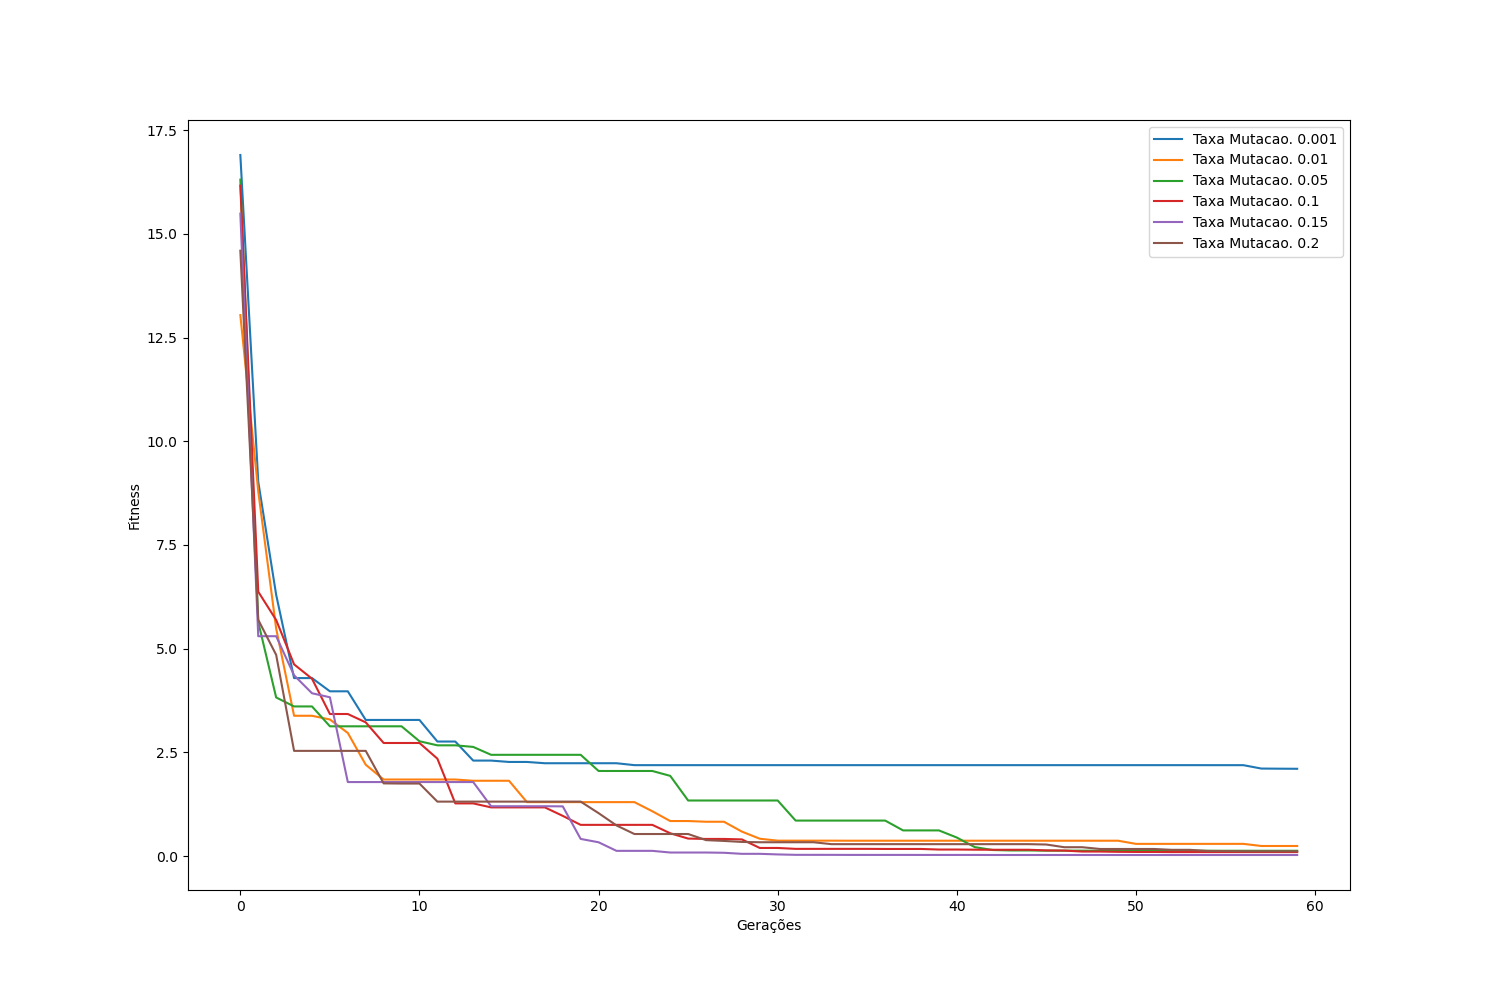 17.5
15.0
12.5
10.0
7.5
5.0
2.5
0.0
Fitness
0
10
20
30
40
50
60
Gerações
Taxa Mutacao. 0.001
Taxa Mutacao. 0.01
Taxa Mutacao. 0.05
Taxa Mutacao. 0.1
Taxa Mutacao. 0.15
Taxa Mutacao. 0.2